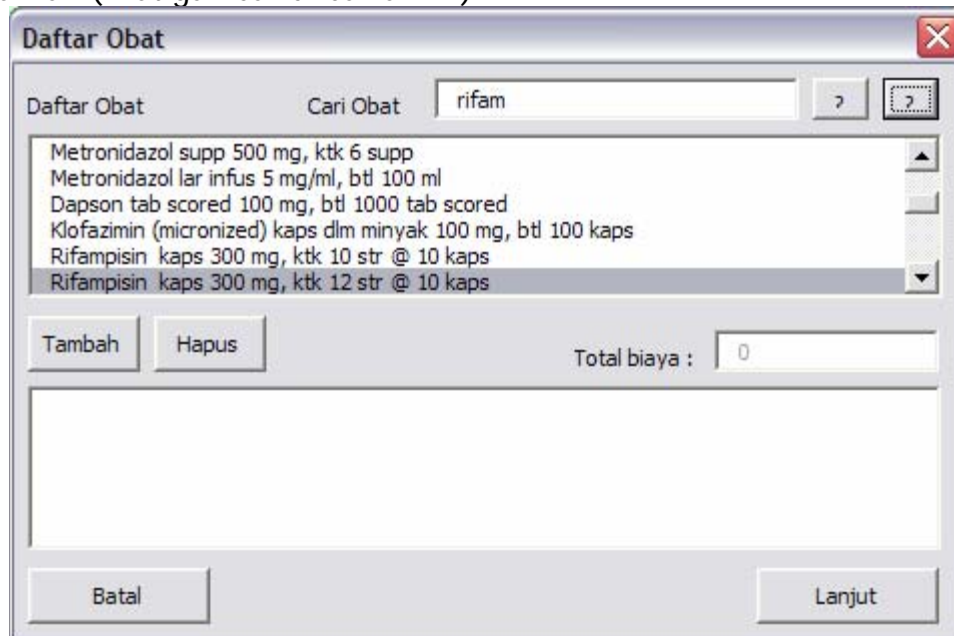 Daftar Obat
Daftar Obat Cari Obat rifam ? ?
Metronidazol supp 500 mg, ktk 6 supp
Metronidazol lar infus 5 mg/ml, btl 100 ml
Dapson tab scored 100 mg, btl 1000 tab scored
Klofazimin (micronized) kaps dlm minyak 100 mg, btl 100 kaps
Rifampisin kaps 300 mg, ktk 10 str @ 10 kaps
Rifampisin kaps 300 mg, ktk 12 str @ 10 kaps
Tambah Hapus Total biaya : 0
Batal Lanjut